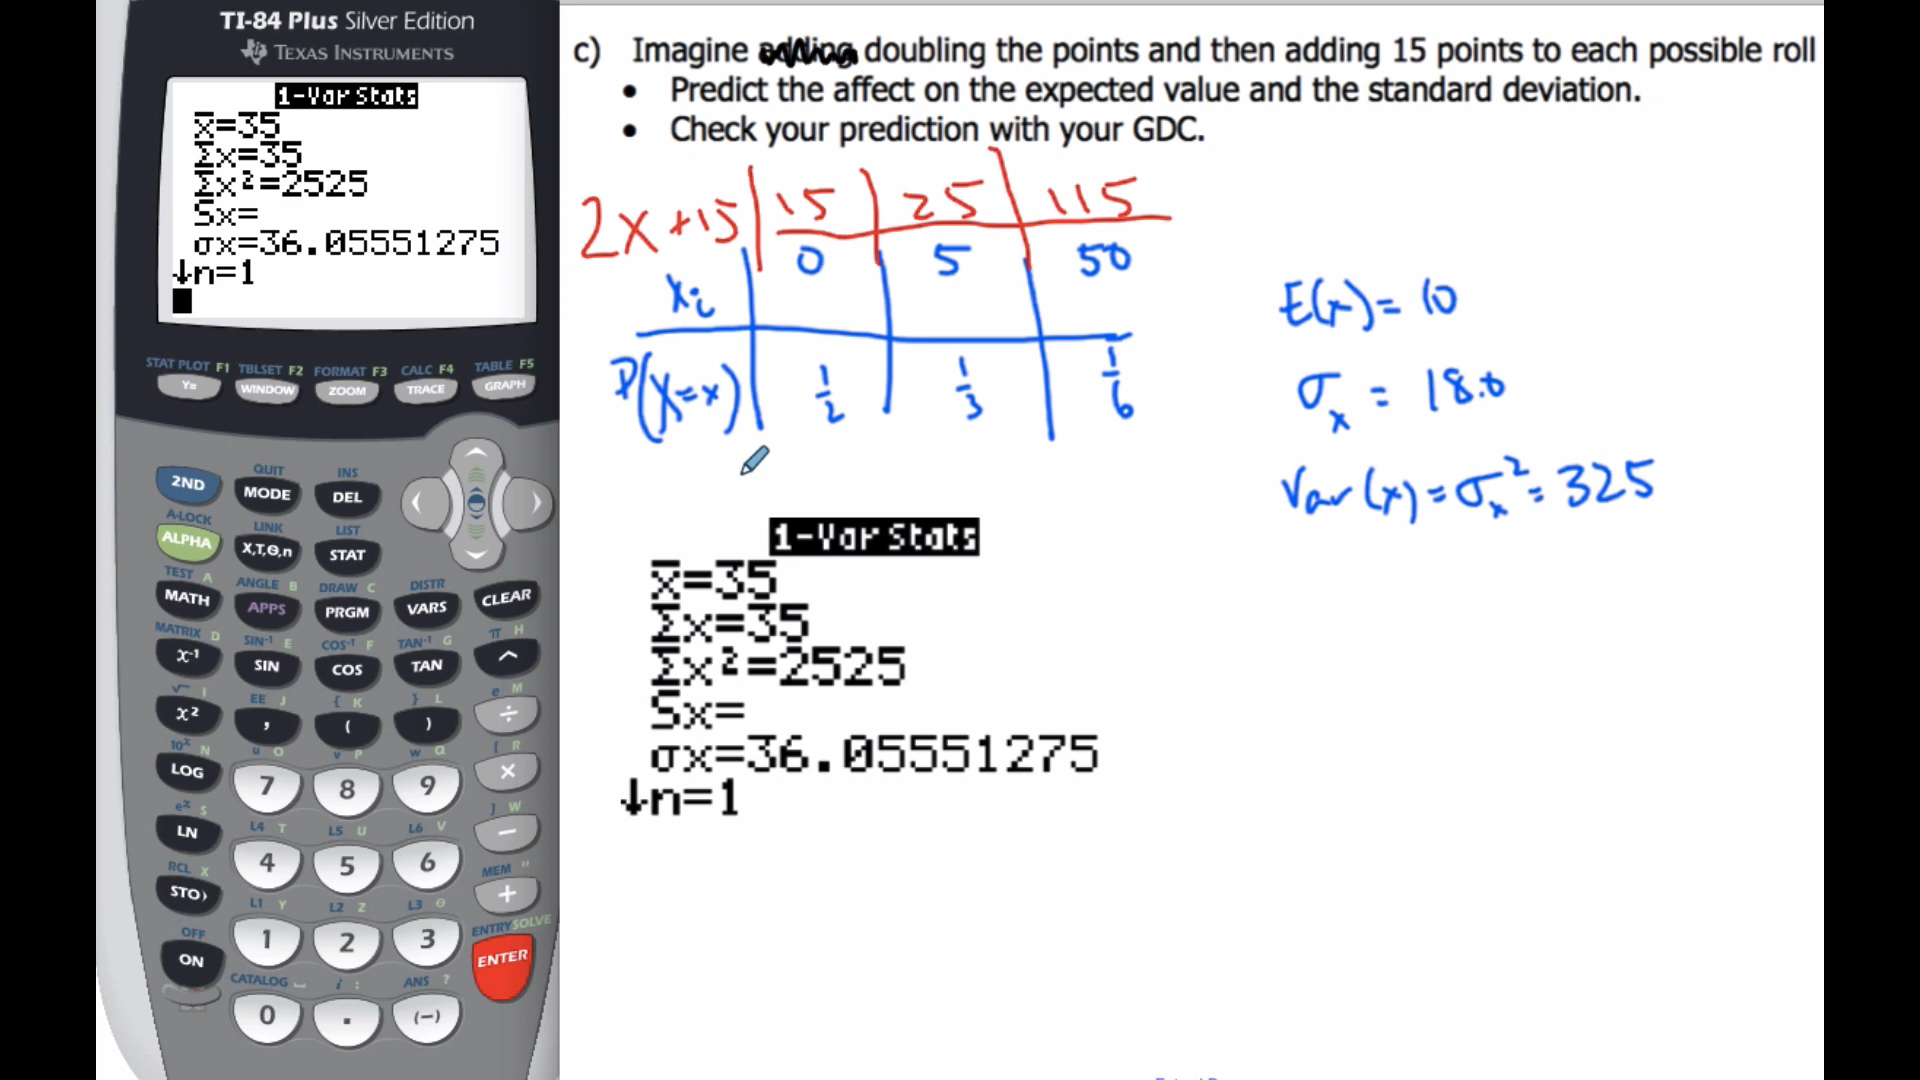 TI-84 Plus Silver Edition
TEXAS INSTRUMENTS
1-Var Stats
x̅=35
Σx=35
Σx²=2525
Sx=
σx=36.05551275
↓n=1
STAT PLOT F1 TBLSET F2 FORMAT F3 CALC F4 TABLE F5
Y= WINDOW ZOOM TRACE GRAPH
QUIT INS
2ND MODE DEL
A-LOCK LINK LIST
ALPHA X,T,Θ,n STAT
TEST A ANGLE B DRAW C DISTR
MATH APPS PRGM VARS CLEAR
MATRIX D SIN⁻¹ E COS⁻¹ F TAN⁻¹ G π H
x⁻¹ SIN COS TAN ^
√ I EE J { K } L e M
x² , ( ) ÷
10ˣ N u O v P w Q [ R
LOG 7 8 9 ×
eˣ S L4 T L5 U L6 V ] W
LN 4 5 6 −
RCL X L1 Y L2 Z L3 θ MEM "
STO› 1 2 3 +
OFF CATALOG i : ANS ? ENTRY SOLVE
ON 0 . (−) ENTER
c) Imagine doubling the points and then adding 15 points to each possible roll
• Predict the affect on the expected value and the standard deviation.
• Check your prediction with your GDC.
2x+15 15 25 115
xi 0 5 50
P(X=x) 1/2 1/3 1/6
E(x)= 10
σx = 18.0
Var(x)=σx²=325
1-Var Stats
x̅=35
Σx=35
Σx²=2525
Sx=
σx=36.05551275
↓n=1